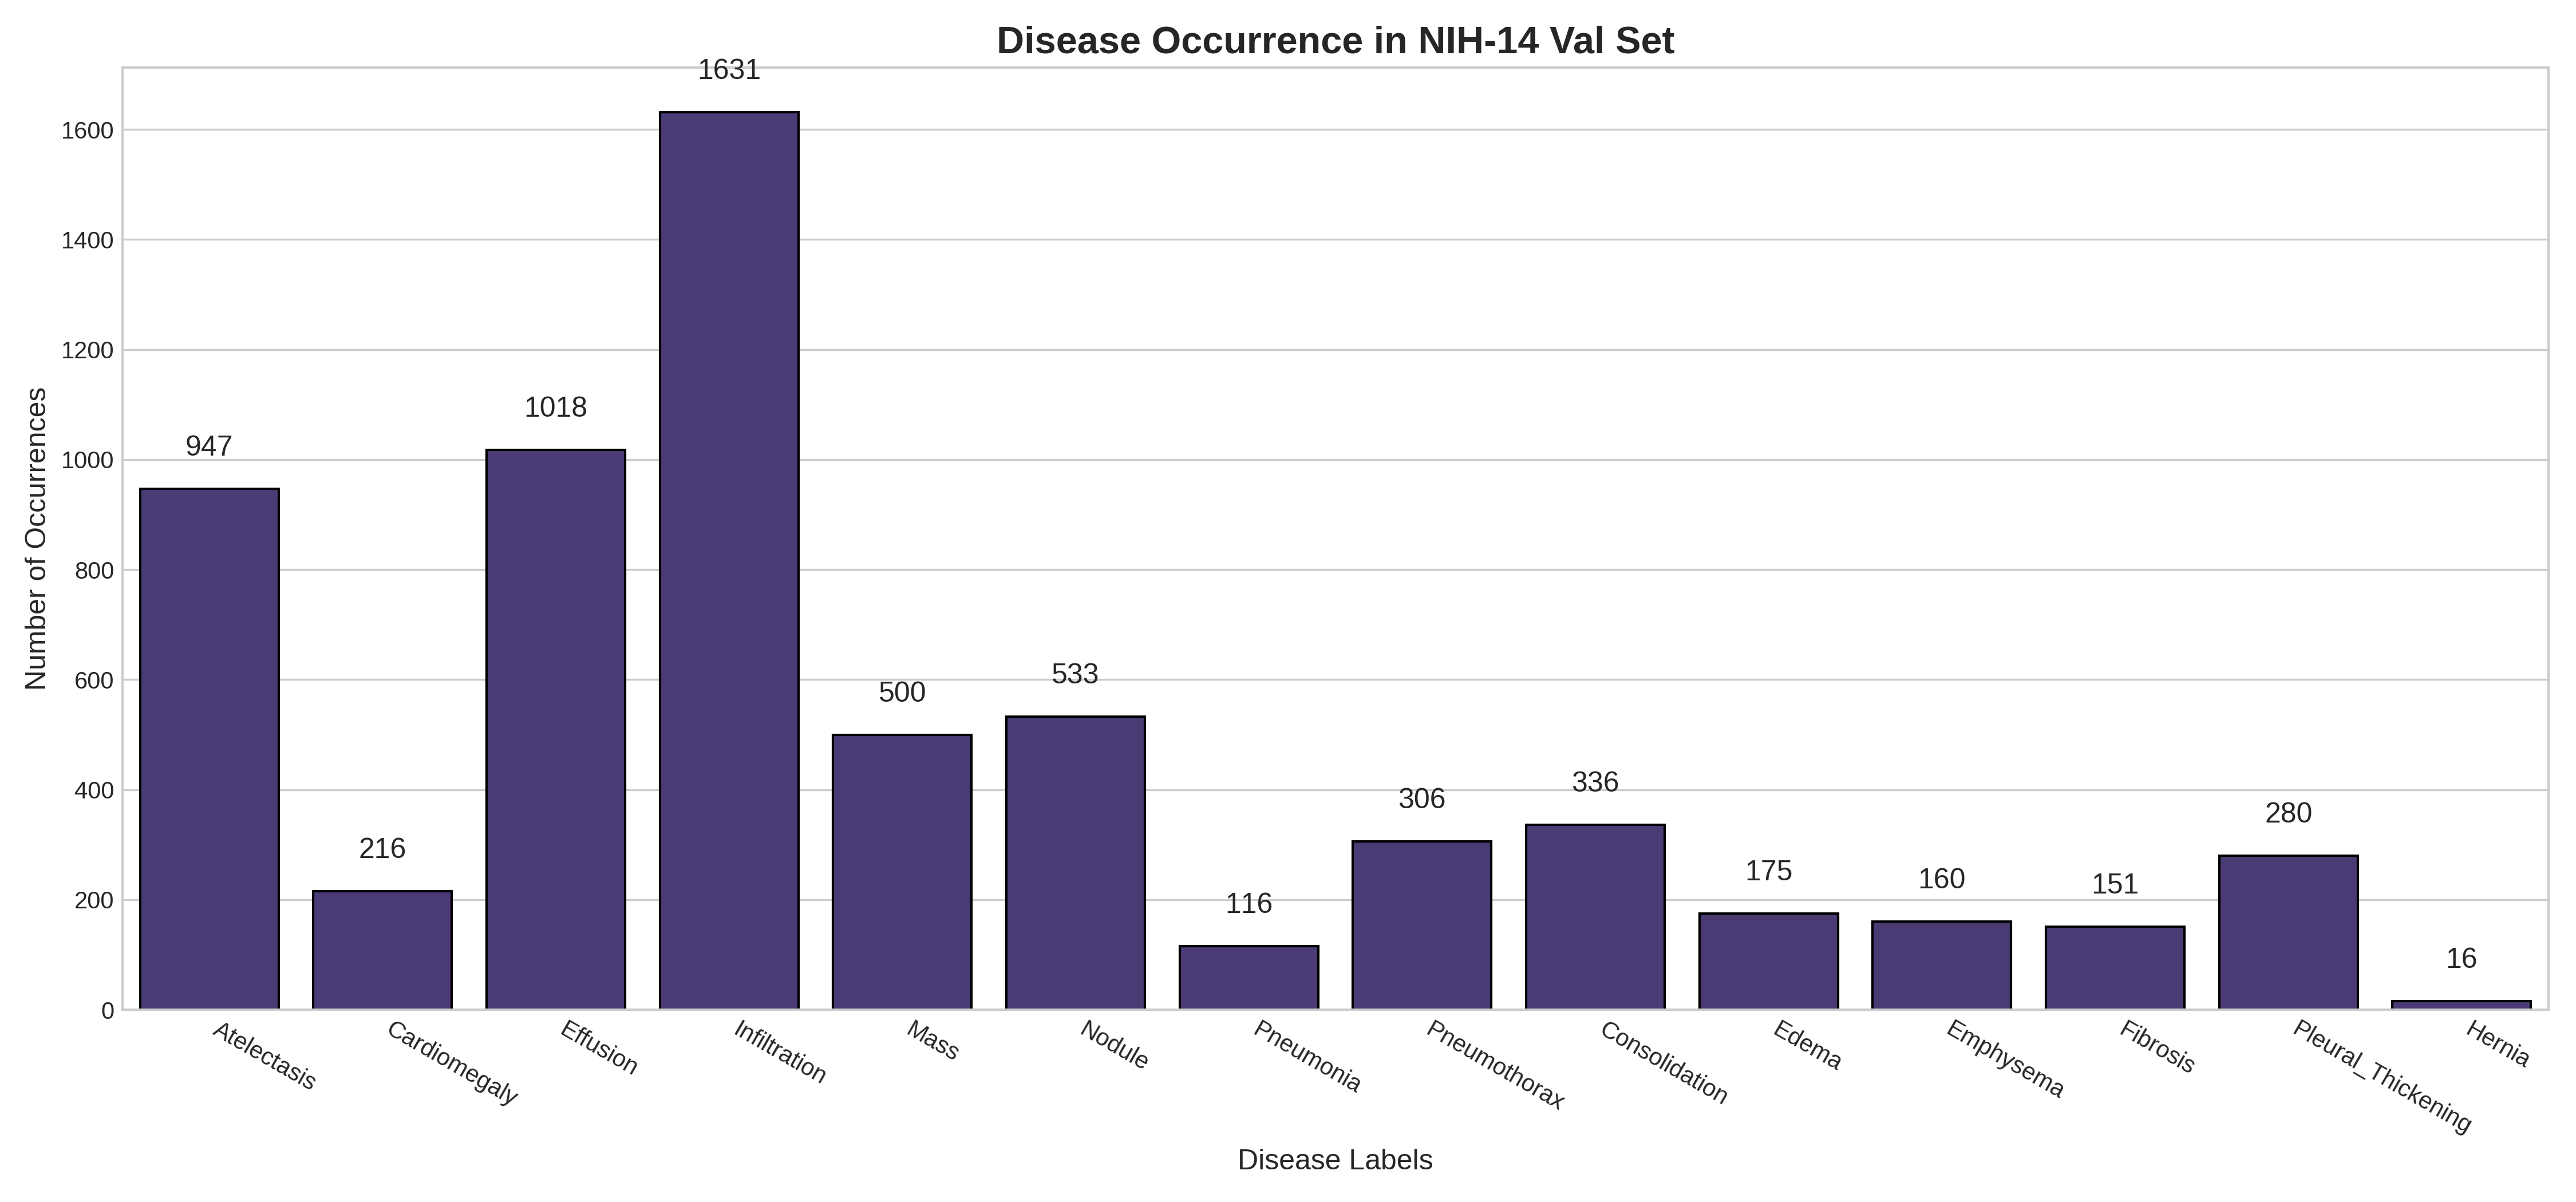 Disease Occurrence in NIH-14 Val Set
Number of Occurrences
1600
1400
1200
1000
800
600
400
200
0
947
216
1018
1631
500
533
116
306
336
175
160
151
280
16
Atelectasis
Cardiomegaly
Effusion
Infiltration
Mass
Nodule
Pneumonia
Pneumothorax
Consolidation
Edema
Emphysema
Fibrosis
Pleural_Thickening
Hernia
Disease Labels